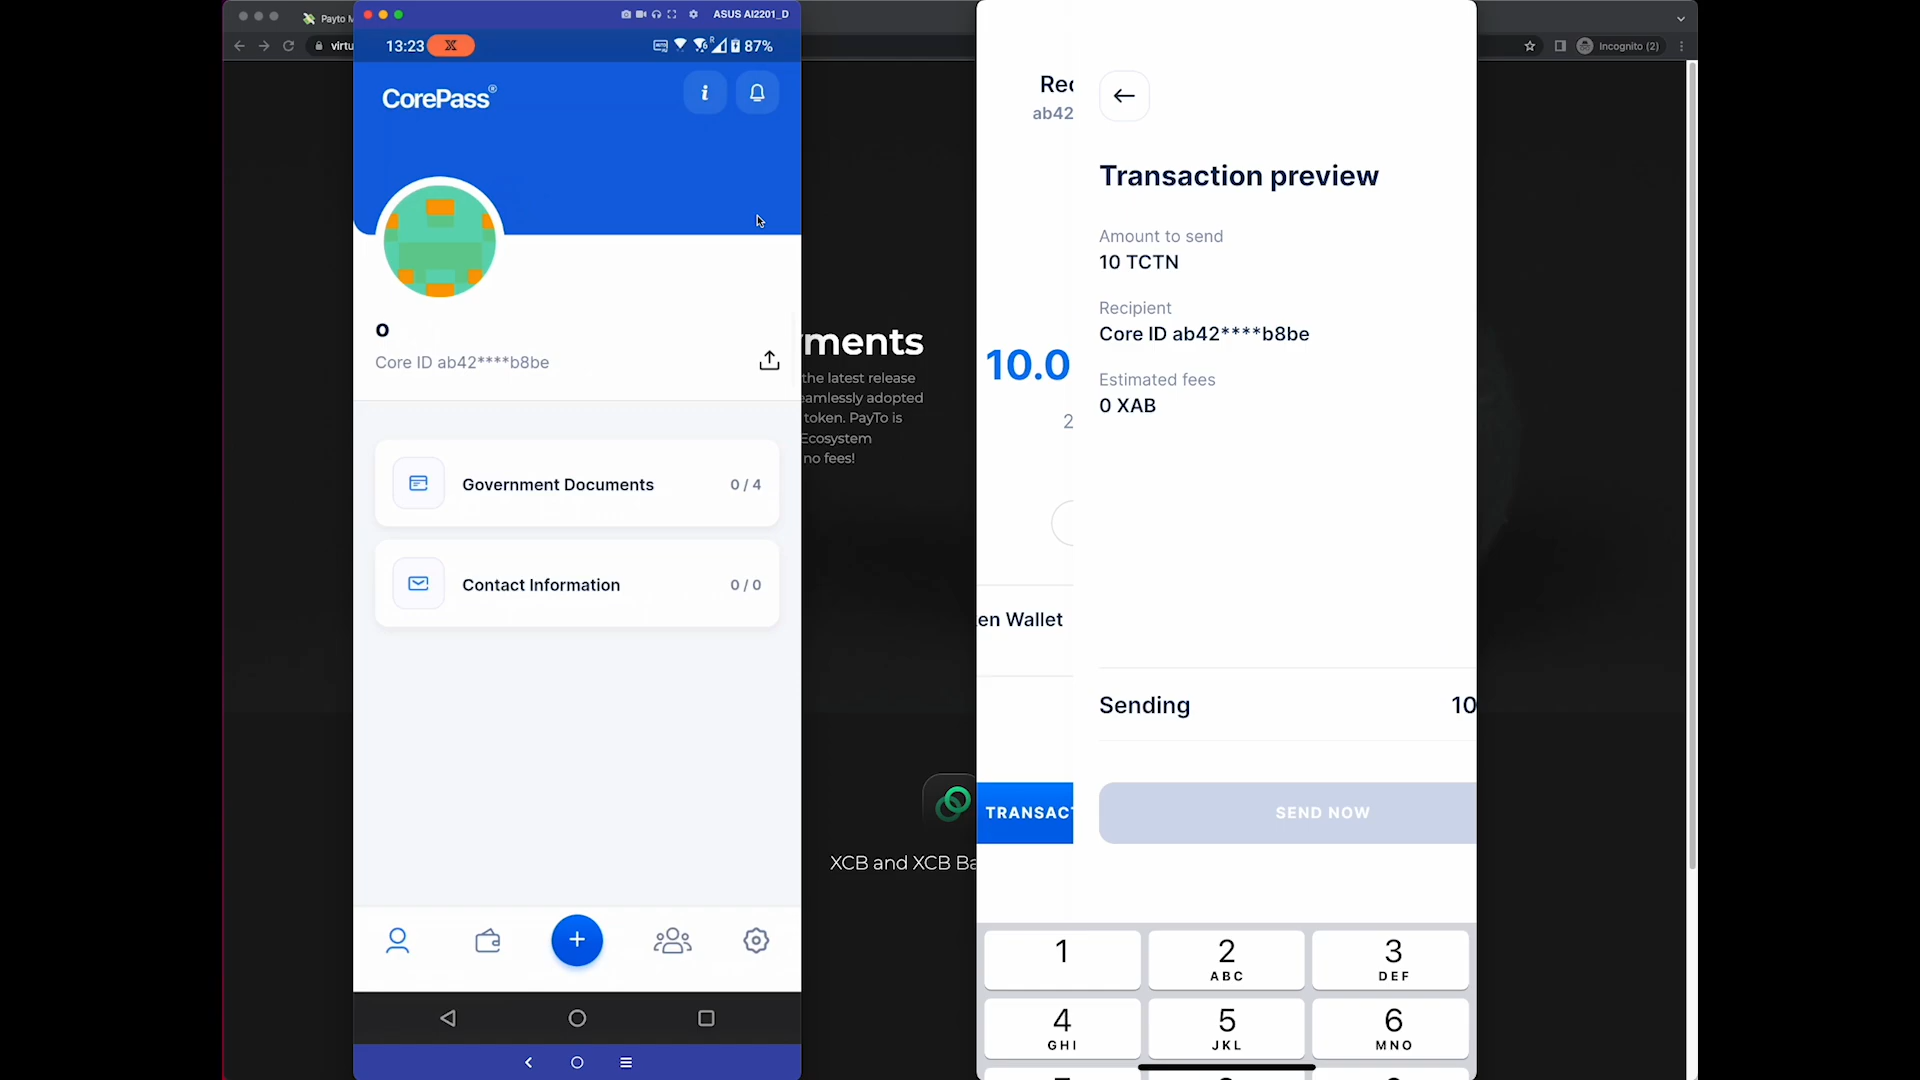 Payto M
ASUS AI2201_D
virtu
Incognito (2)
13:23
87%
CorePass®
i
o
Core ID ab42****b8be
Government Documents
0 / 4
Contact Information
0 / 0
yments
the latest release
eamlessly adopted
token. PayTo is
Ecosystem
no fees!
XCB and XCB Ba
Rec
ab42
10.0
2
en Wallet
TRANSACT
Transaction preview
Amount to send
10 TCTN
Recipient
Core ID ab42****b8be
Estimated fees
0 XAB
Sending
10
SEND NOW
1
2
ABC
3
DEF
4
GHI
5
JKL
6
MNO